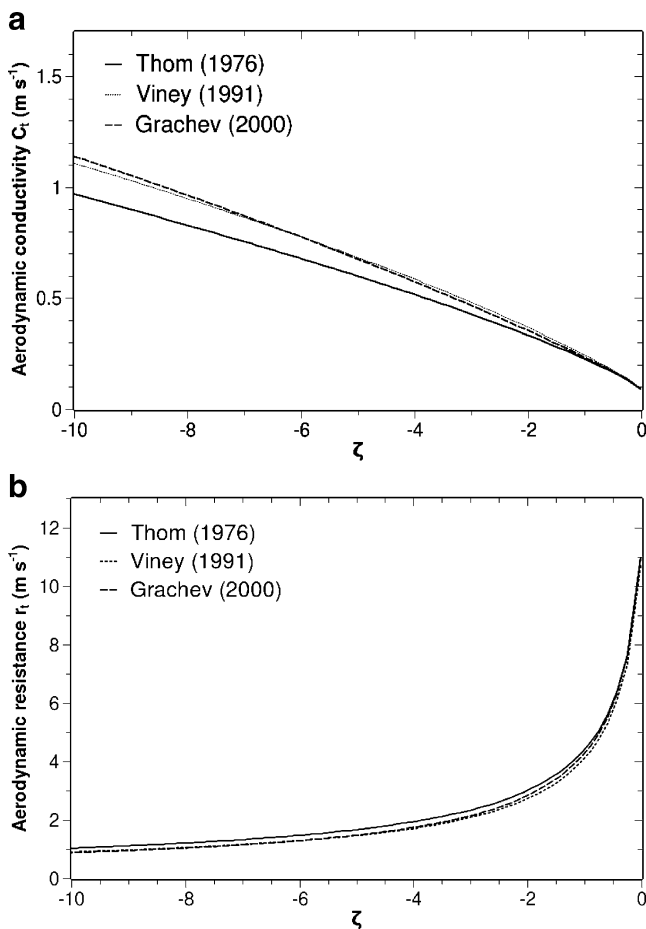 a
Aerodynamic conductivity Cₜ (m s⁻¹)
1.5
1
0.5
0
Thom (1976)
Viney (1991)
Grachev (2000)
-10 -8 -6 -4 -2 0
ζ
b
Aerodynamic resistance rₜ (m s⁻¹)
12
10
8
6
4
2
0
Thom (1976)
Viney (1991)
Grachev (2000)
-10 -8 -6 -4 -2 0
ζ